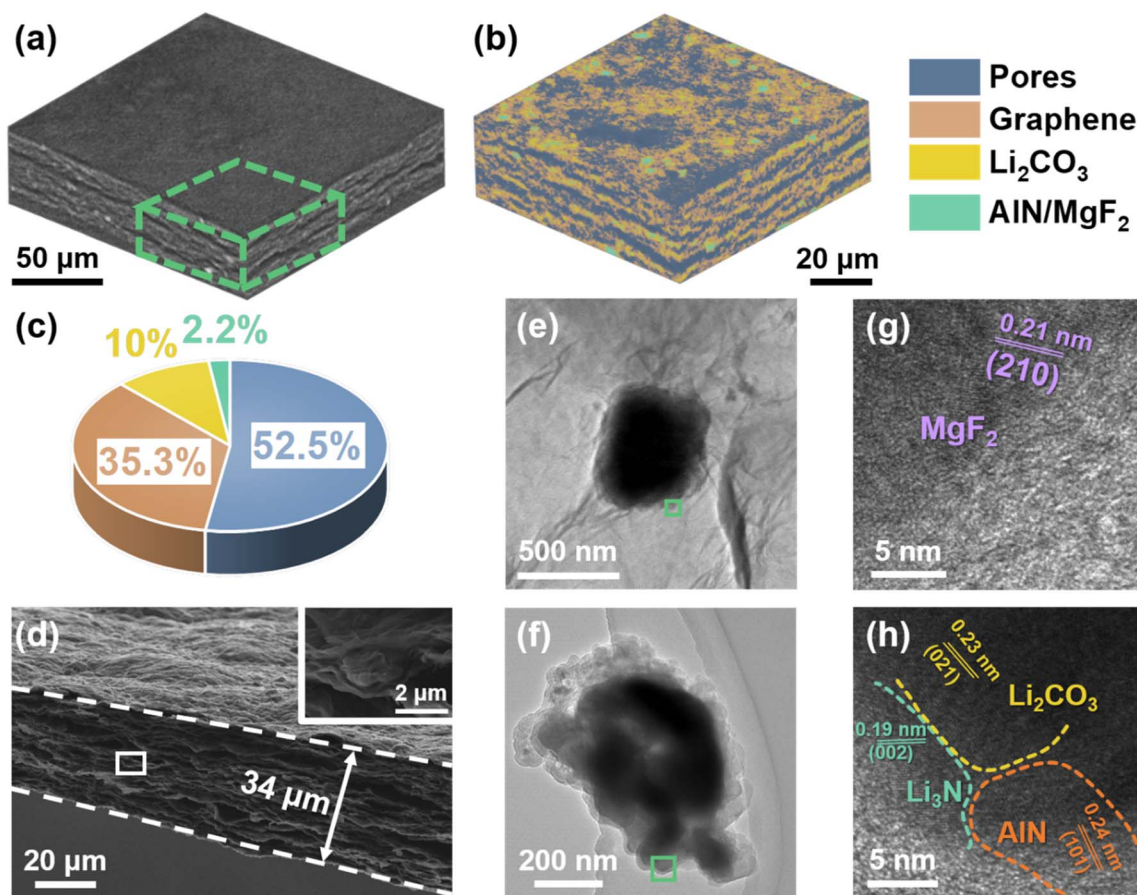 (a)
50 μm
(b)
20 μm
Pores
Graphene
Li₂CO₃
AlN/MgF₂
(c)
10%
2.2%
35.3%
52.5%
(d)
2 μm
34 μm
20 μm
(e)
500 nm
(f)
200 nm
(g)
0.21 nm
(210)
MgF₂
5 nm
(h)
0.23 nm
(021)
Li₂CO₃
0.19 nm
(002)
Li₃N
AlN
0.24 nm
(101)
5 nm